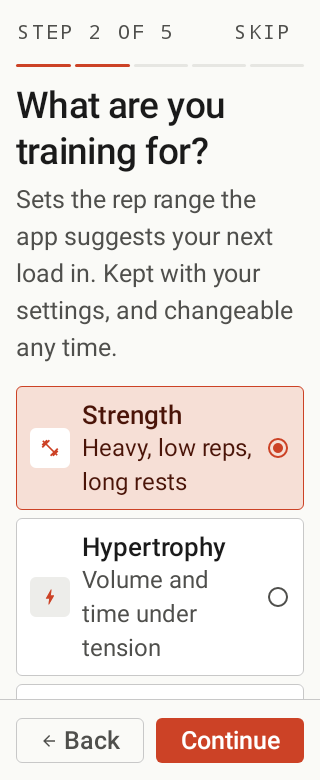 STEP 2 OF 5 SKIP
What are you
training for?
Sets the rep range the
app suggests your next
load in. Kept with your
settings, and changeable
any time.
Strength
Heavy, low reps,
long rests
Hypertrophy
Volume and
time under
tension
← Back Continue